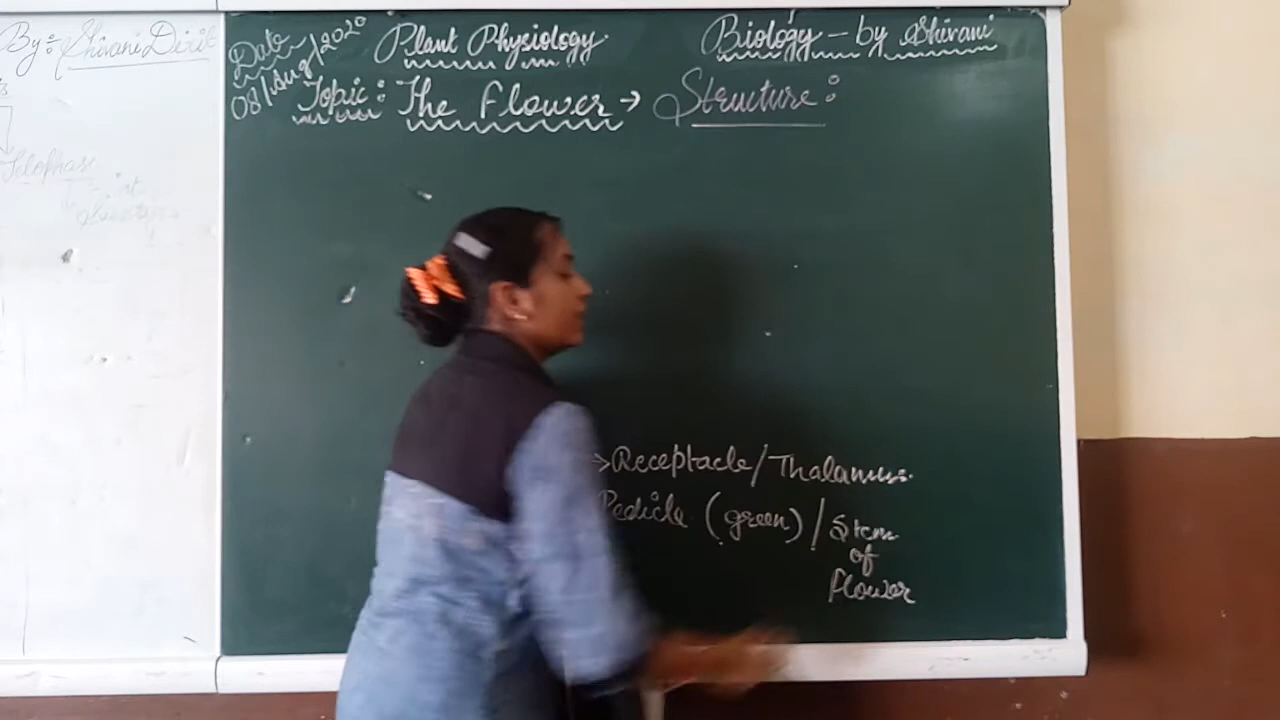 By: Shivani Dixit
Telophase
Date
08/Aug/2020
Plant Physiology
Biology - by Shivani
Topic: The Flower → Structure:
→Receptacle/Thalamus.
Pedicle (green) / Stem
of
Flower